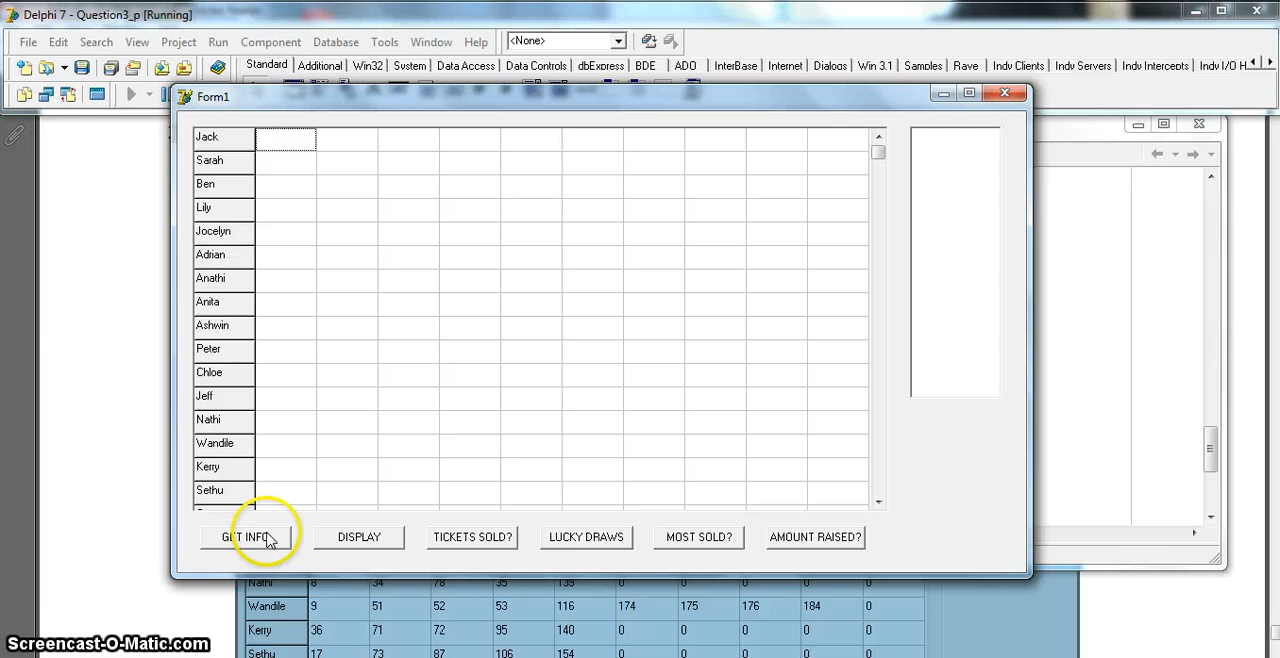 Delphi 7 - Question3_p [Running]
File Edit Search View Project Run Component Database Tools Window Help <None>
Standard Additional Win32 System Data Access Data Controls dbExpress BDE ADO InterBase Internet Dialogs Win 3.1 Samples Rave Indy Clients Indy Servers Indy Intercepts Indy I/O H
Form1
Jack
Sarah
Ben
Lily
Jocelyn
Adrian
Anathi
Anita
Ashwin
Peter
Chloe
Jeff
Nathi
Wandile
Kerry
Sethu
GET INFO DISPLAY TICKETS SOLD? LUCKY DRAWS MOST SOLD? AMOUNT RAISED?
Nathi 8 34 78 35 139 0 0 0 0 0
Wandile 9 51 52 53 116 174 175 176 184 0
Kerry 36 71 72 95 140 0 0 0 0 0
Sethu 17 73 87 106 154 0 0 0 0 0
Screencast-O-Matic.com